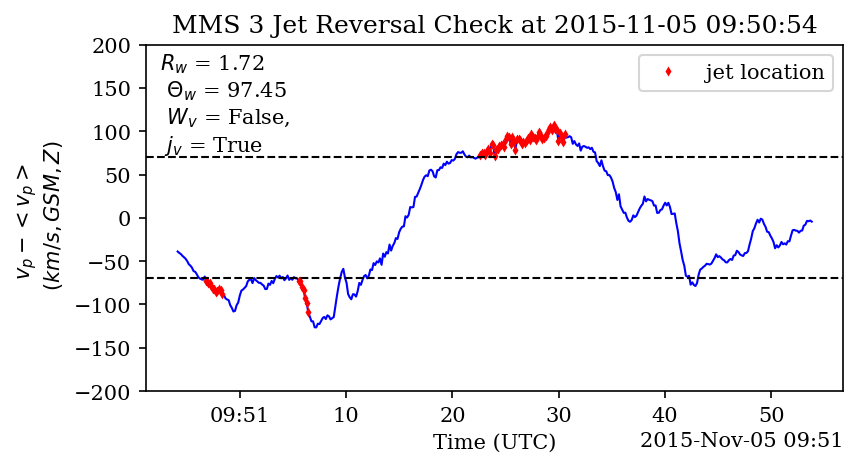 MMS 3 Jet Reversal Check at 2015-11-05 09:50:54
R_w = 1.72
Θ_w = 97.45
W_v = False,
j_v = True
jet location
v_p − < v_p >
(km/s, GSM, Z)
200
150
100
50
0
−50
−100
−150
−200
09:51 10 20 30 40 50
Time (UTC)
2015-Nov-05 09:51